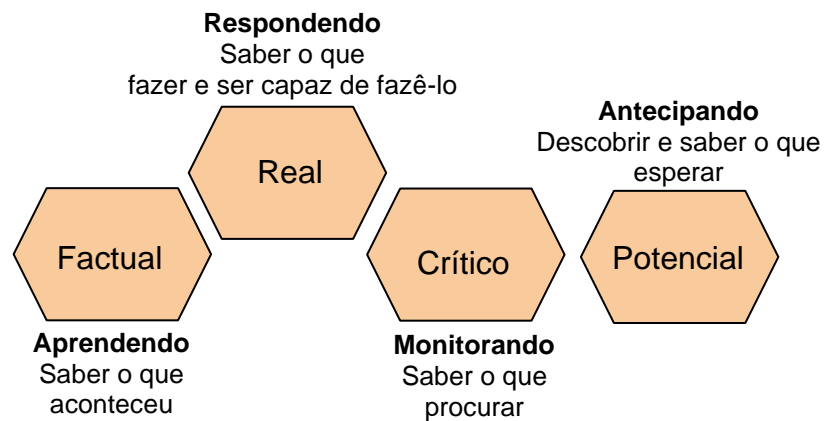 Respondendo
Saber o que
fazer e ser capaz de fazê-lo
Real
Factual
Aprendendo
Saber o que
aconteceu
Crítico
Monitorando
Saber o que
procurar
Antecipando
Descobrir e saber o que
esperar
Potencial